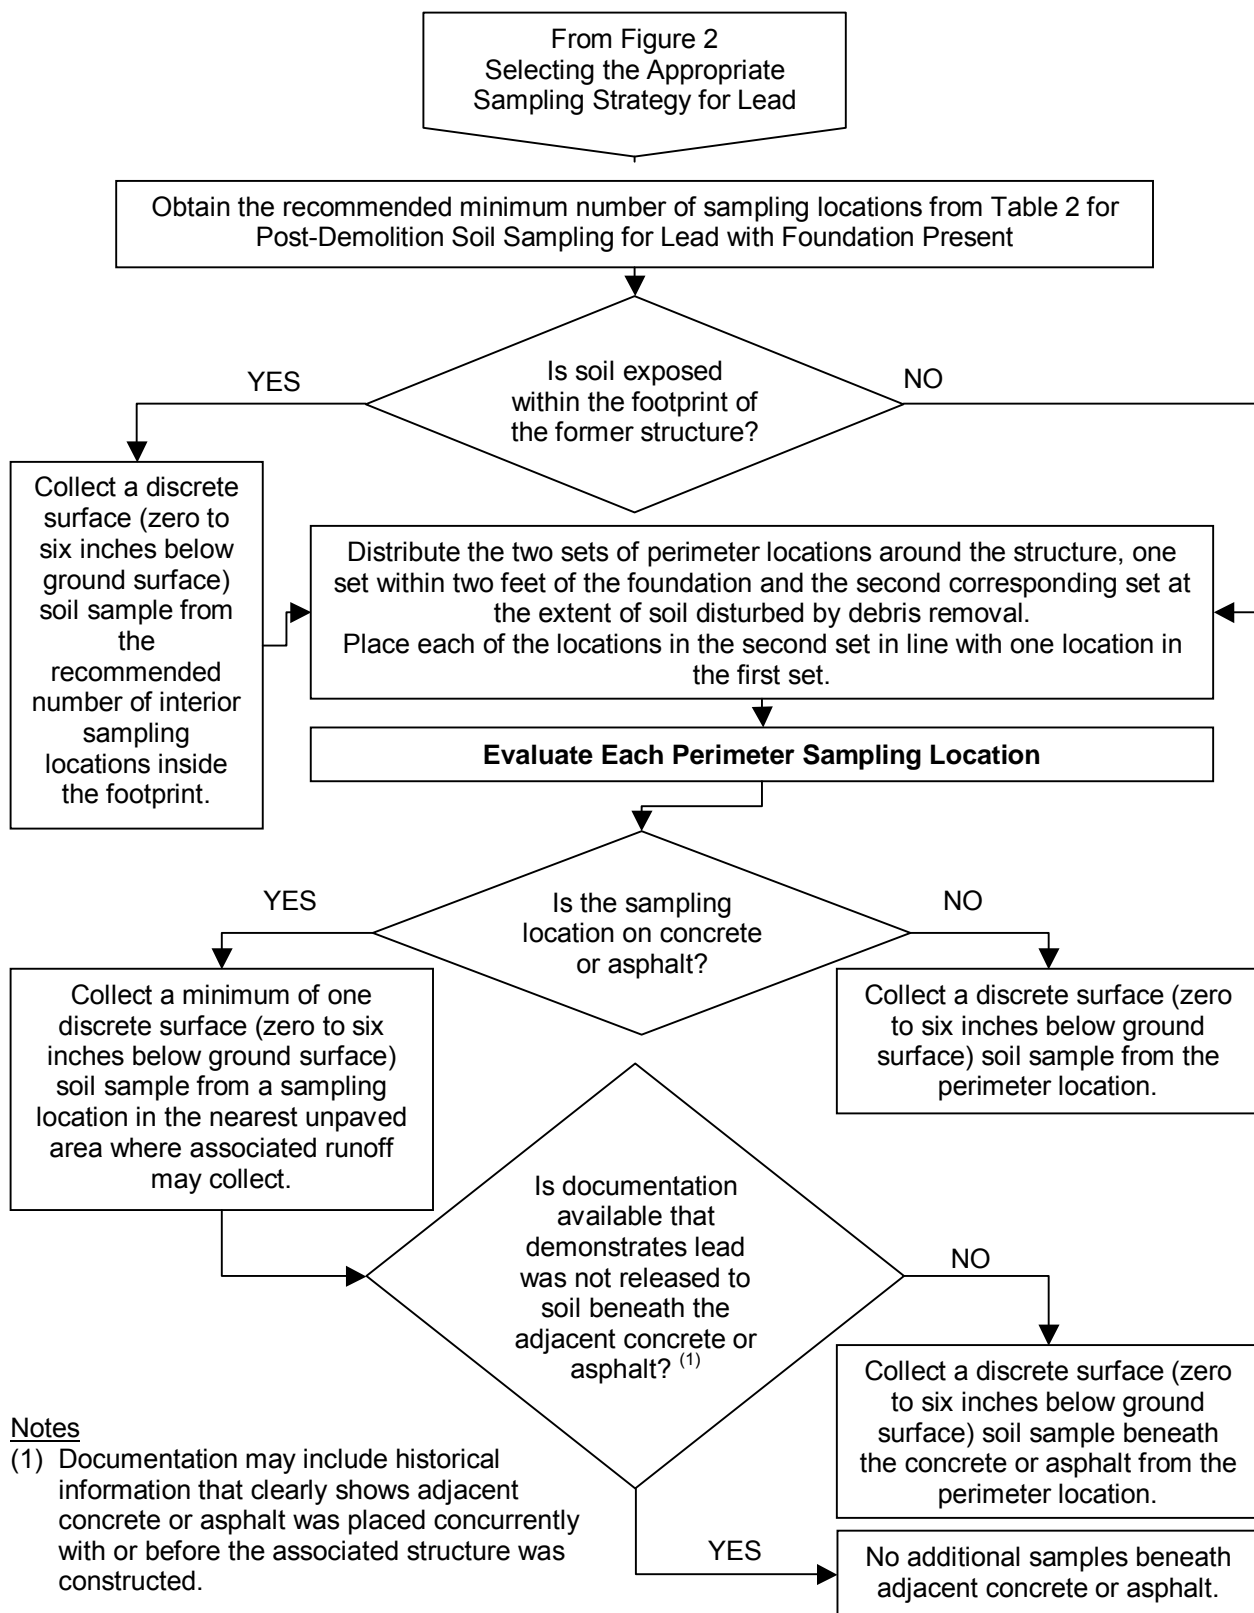 From Figure 2
Selecting the Appropriate
Sampling Strategy for Lead
Obtain the recommended minimum number of sampling locations from Table 2 for
Post-Demolition Soil Sampling for Lead with Foundation Present
Is soil exposed
within the footprint of
the former structure?
YES
NO
Collect a discrete
surface (zero to
six inches below
ground surface)
soil sample from
the
recommended
number of interior
sampling
locations inside
the footprint.
Distribute the two sets of perimeter locations around the structure, one
set within two feet of the foundation and the second corresponding set at
the extent of soil disturbed by debris removal.
Place each of the locations in the second set in line with one location in
the first set.
Evaluate Each Perimeter Sampling Location
Is the sampling
location on concrete
or asphalt?
YES
NO
Collect a minimum of one
discrete surface (zero to six
inches below ground surface)
soil sample from a sampling
location in the nearest unpaved
area where associated runoff
may collect.
Collect a discrete surface (zero
to six inches below ground
surface) soil sample from the
perimeter location.
Is documentation
available that
demonstrates lead
was not released to
soil beneath the
adjacent concrete or
asphalt? (1)
NO
Collect a discrete surface (zero
to six inches below ground
surface) soil sample beneath
the concrete or asphalt from the
perimeter location.
YES
No additional samples beneath
adjacent concrete or asphalt.
Notes
(1) Documentation may include historical
information that clearly shows adjacent
concrete or asphalt was placed concurrently
with or before the associated structure was
constructed.